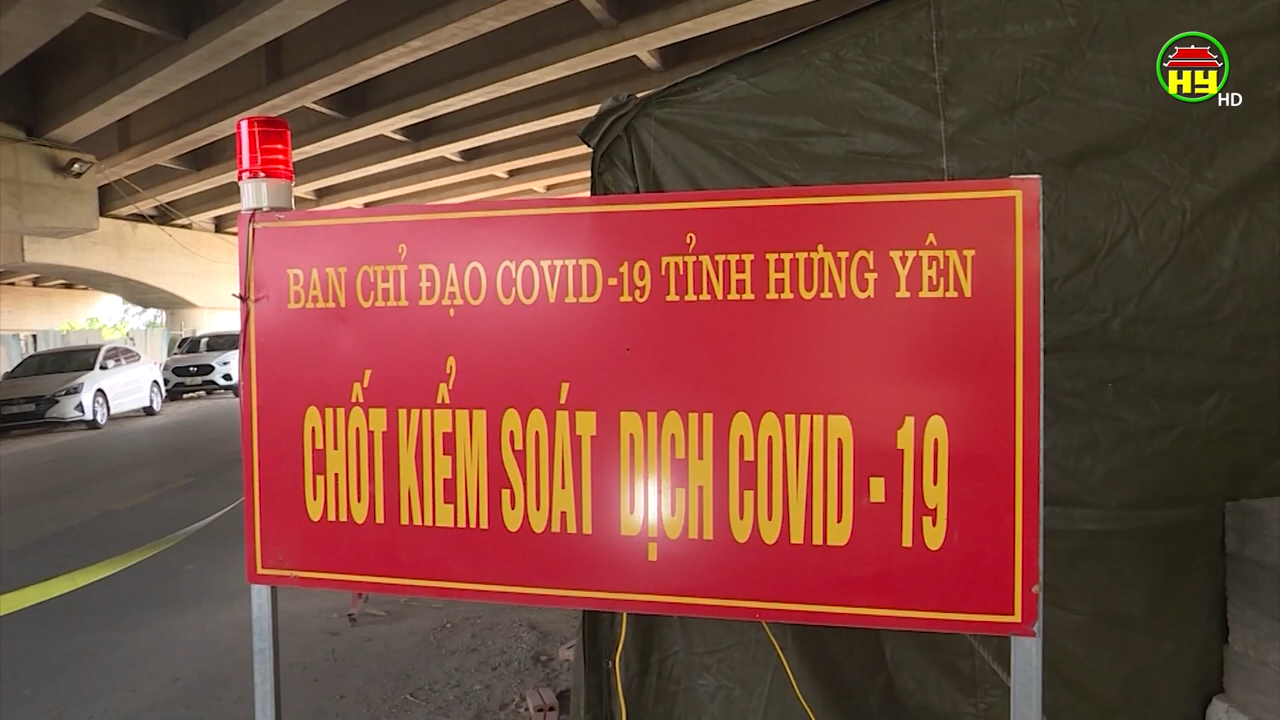 HY
HD
BAN CHỈ ĐẠO COVID-19 TỈNH HƯNG YÊN
CHỐT KIỂM SOÁT DỊCH COVID - 19